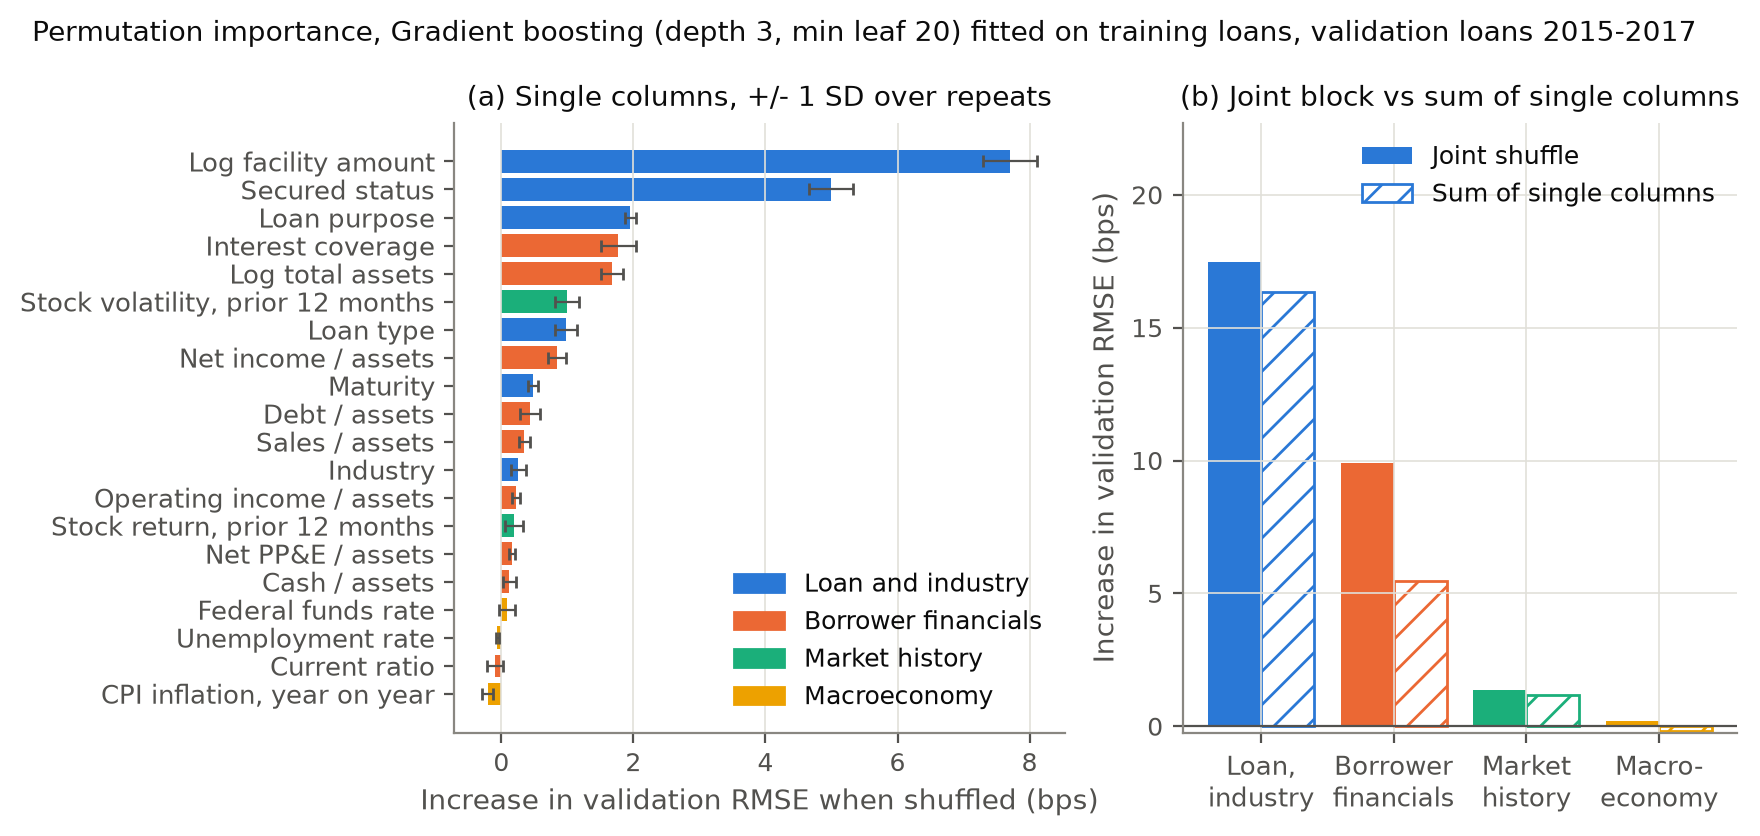 Permutation importance, Gradient boosting (depth 3, min leaf 20) fitted on training loans, validation loans 2015-2017
(a) Single columns, +/- 1 SD over repeats
Log facility amount
Secured status
Loan purpose
Interest coverage
Log total assets
Stock volatility, prior 12 months
Loan type
Net income / assets
Maturity
Debt / assets
Sales / assets
Industry
Operating income / assets
Stock return, prior 12 months
Net PP&E / assets
Cash / assets
Federal funds rate
Unemployment rate
Current ratio
CPI inflation, year on year
Loan and industry
Borrower financials
Market history
Macroeconomy
0 2 4 6 8
Increase in validation RMSE when shuffled (bps)
(b) Joint block vs sum of single columns
Joint shuffle
Sum of single columns
Increase in validation RMSE (bps)
20
15
10
5
0
Loan,
industry
Borrower
financials
Market
history
Macro-
economy